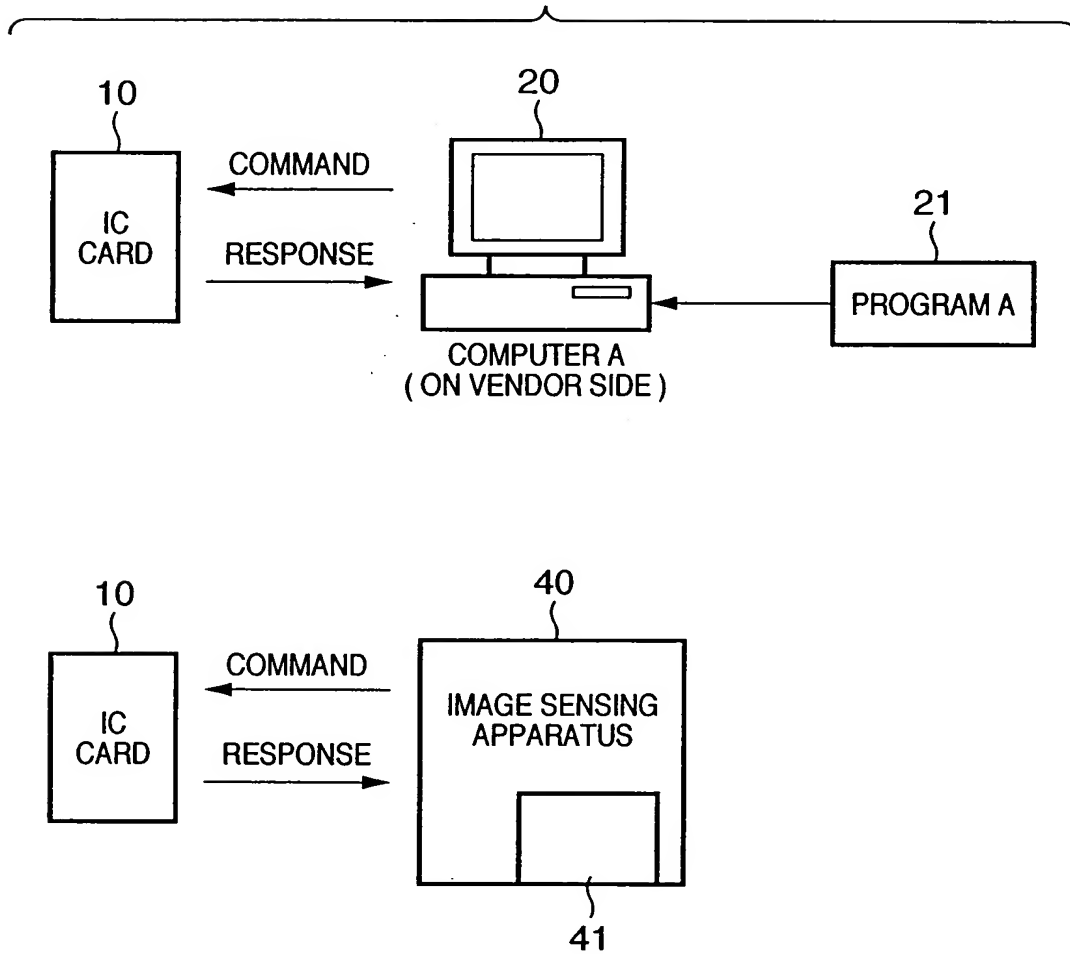 10
20
COMMAND
IC
CARD
RESPONSE
21
PROGRAM A
COMPUTER A
( ON VENDOR SIDE )
10
40
COMMAND
IC
CARD
RESPONSE
IMAGE SENSING
APPARATUS
41